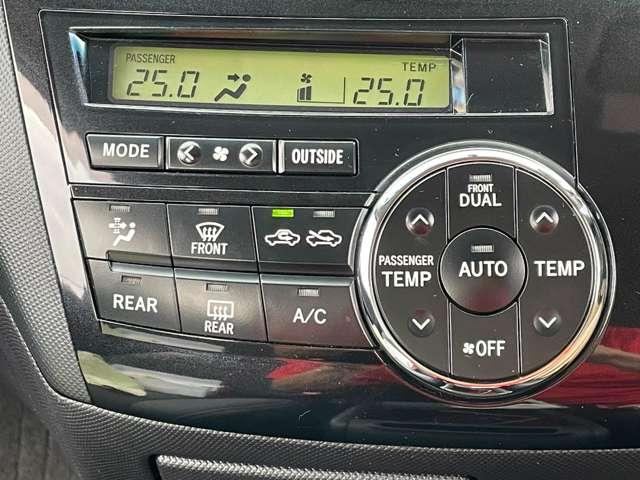 PASSENGER TEMP
25.0 25.0
MODE OUTSIDE
FRONT
DUAL
FRONT
PASSENGER
TEMP AUTO TEMP
REAR REAR A/C
OFF